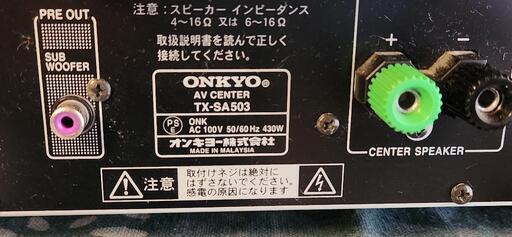 注意：スピーカー インピーダンス
4～16Ω 又は 6～16Ω
取扱説明書を読んで正しく
接続してください。
PRE OUT
SUB
WOOFER
ONKYO®
AV CENTER
TX-SA503
PS
E
ONK
AC 100V 50/60 Hz 430W
オンキヨー株式会社
MADE IN MALAYSIA
+
-
CENTER SPEAKER
注意
取付けネジは絶対に
はずさないでください。
感電の原因になります